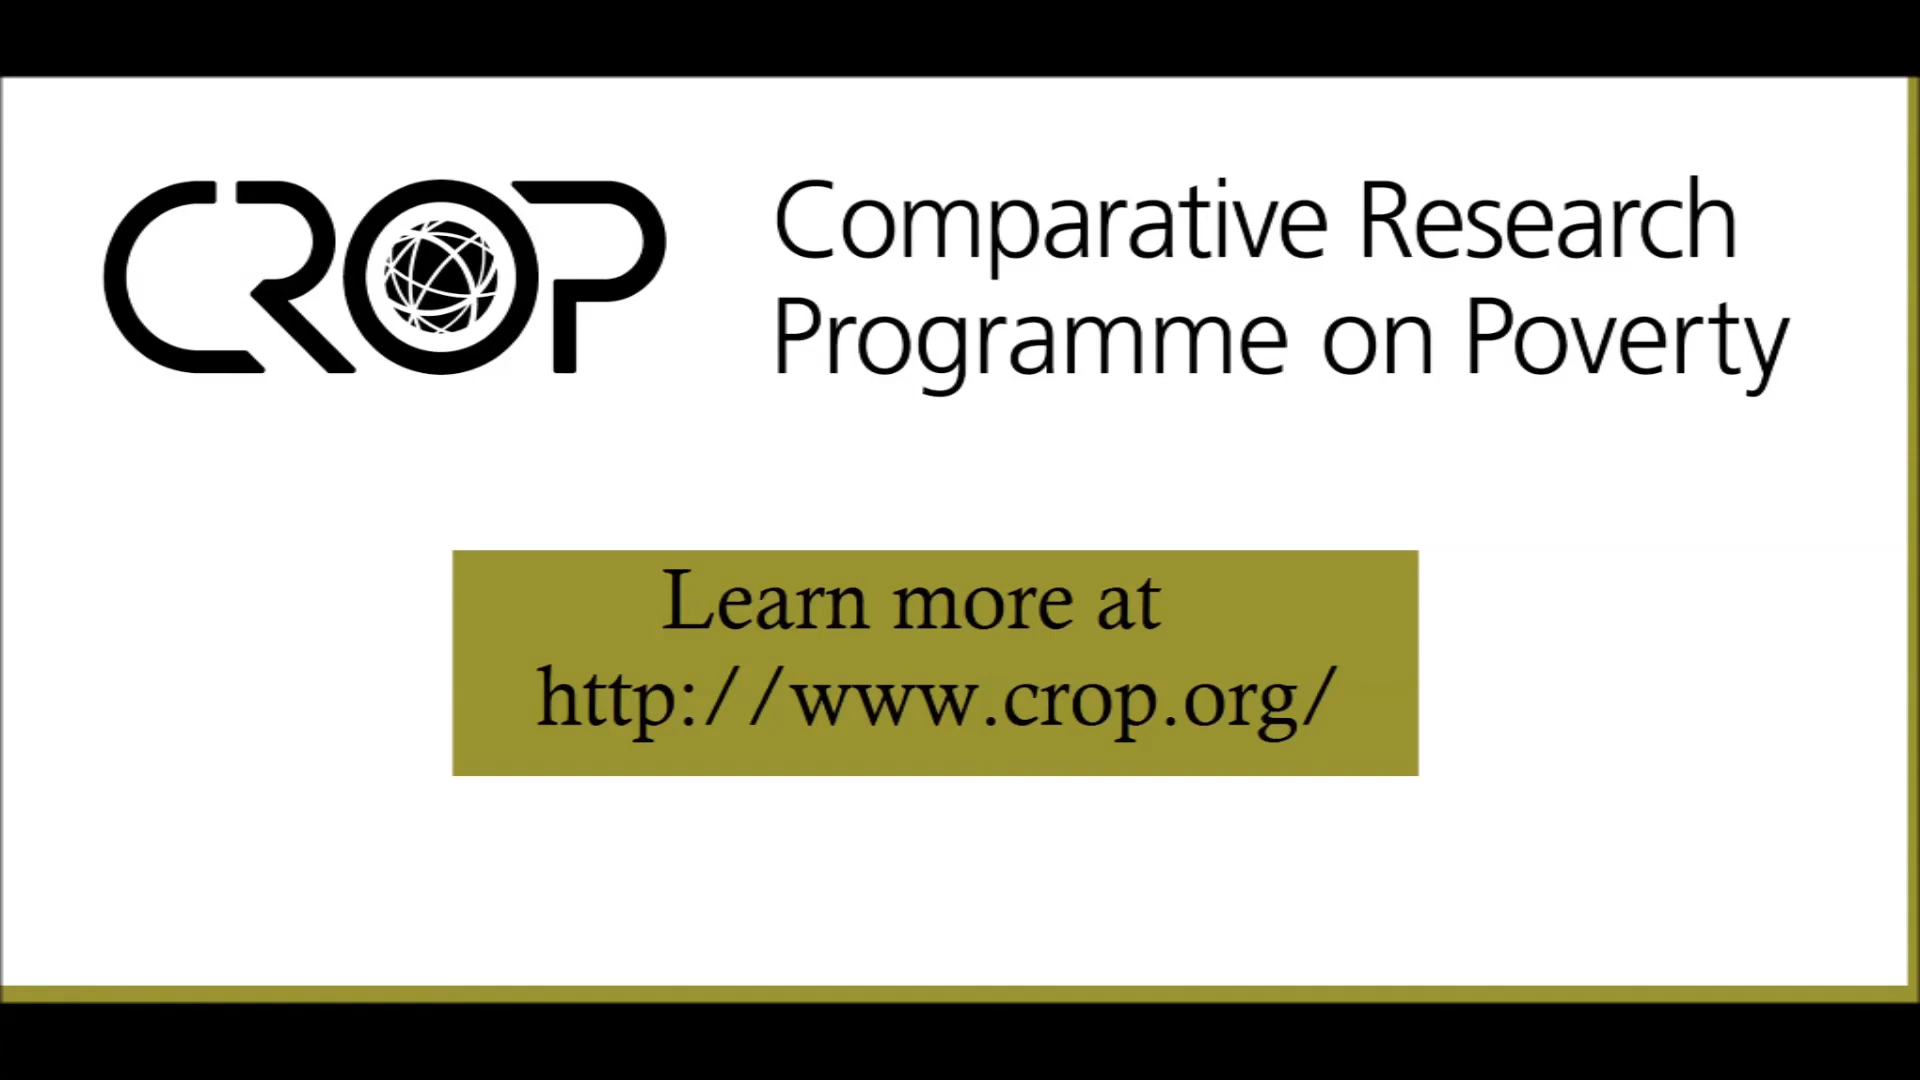 CROP
Comparative Research
Programme on Poverty
Learn more at
http://www.crop.org/